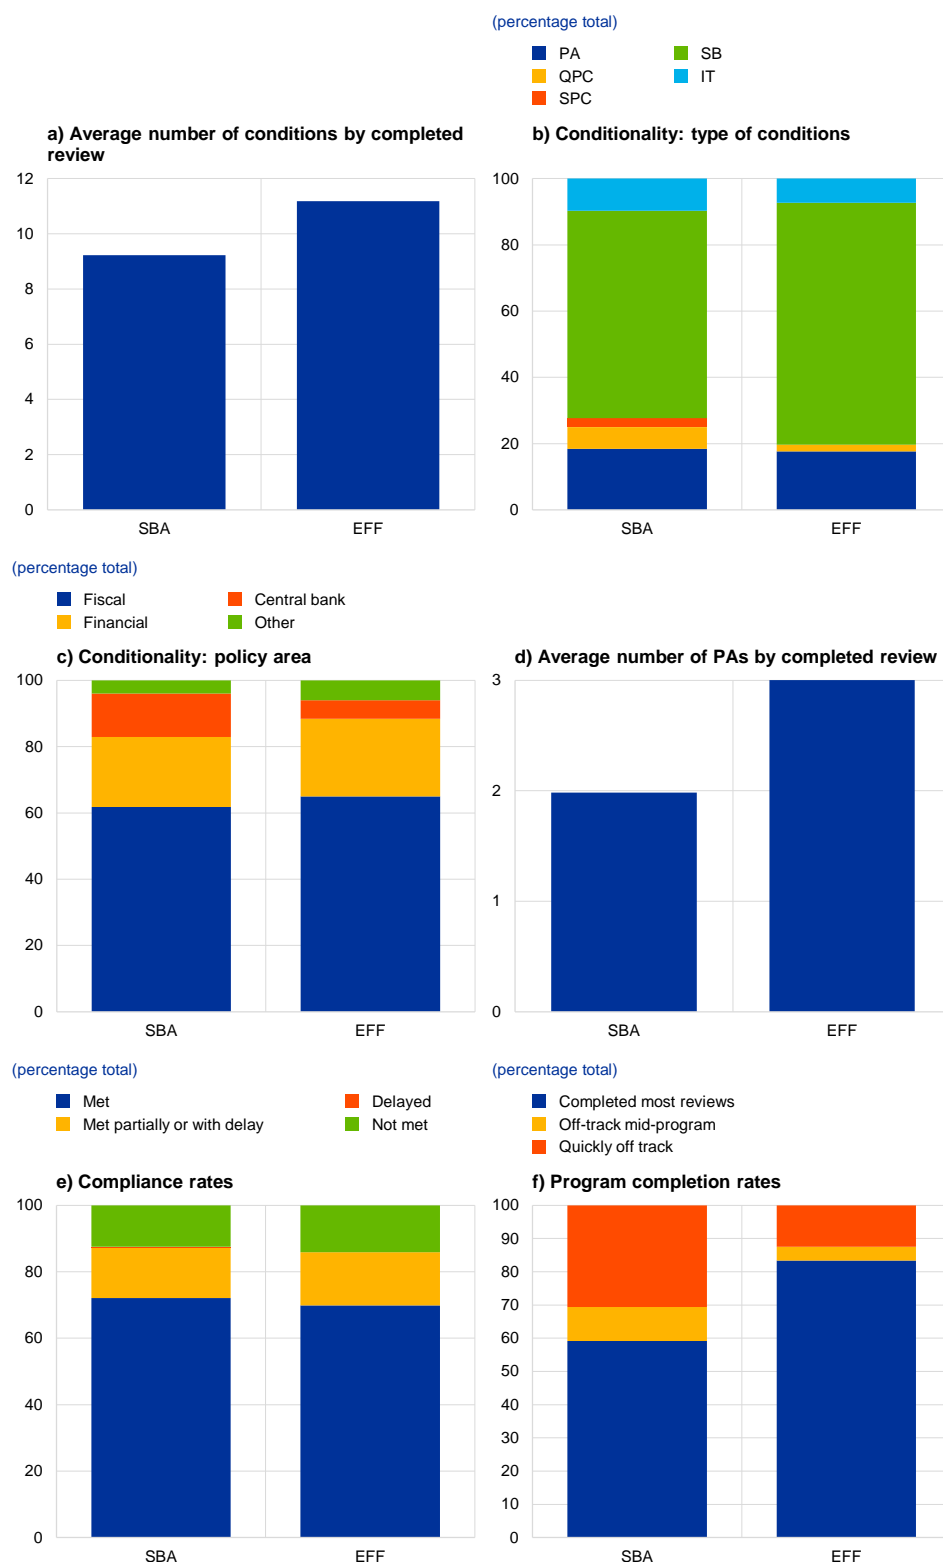 (percentage total)
PA
SB
QPC
IT
SPC
a) Average number of conditions by completed
review
b) Conditionality: type of conditions
12
10
8
6
4
2
0
SBA
EFF
100
80
60
40
20
0
SBA
EFF
(percentage total)
Fiscal
Central bank
Financial
Other
c) Conditionality: policy area
d) Average number of PAs by completed review
100
80
60
40
20
0
SBA
EFF
3
2
1
0
SBA
EFF
(percentage total)
Met
Delayed
Met partially or with delay
Not met
(percentage total)
Completed most reviews
Off-track mid-program
Quickly off track
e) Compliance rates
f) Program completion rates
100
80
60
40
20
0
SBA
EFF
100
90
80
70
60
50
40
30
20
10
0
SBA
EFF